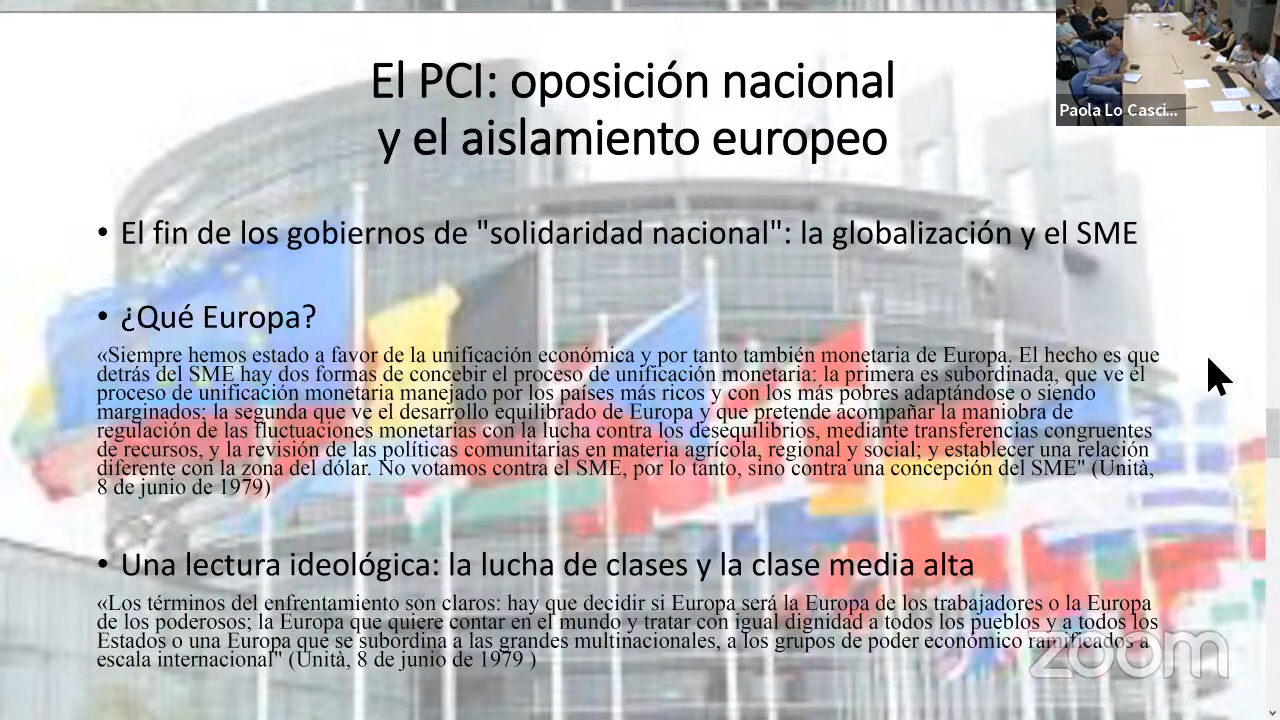 El PCI: oposición nacional
y el aislamiento europeo
Paola Lo Casci...
• El fin de los gobiernos de "solidaridad nacional": la globalización y el SME
• ¿Qué Europa?
«Siempre hemos estado a favor de la unificación económica y por tanto también monetaria de Europa. El hecho es que
detrás del SME hay dos formas de concebir el proceso de unificación monetaria: la primera es subordinada, que ve el
proceso de unificación monetaria manejado por los países más ricos y con los más pobres adaptándose o siendo
marginados; la segunda que ve el desarrollo equilibrado de Europa y que pretende acompañar la maniobra de
regulación de las fluctuaciones monetarias con la lucha contra los desequilibrios, mediante transferencias congruentes
de recursos, y la revisión de las políticas comunitarias en materia agrícola, regional y social; y establecer una relación
diferente con la zona del dólar. No votamos contra el SME, por lo tanto, sino contra una concepción del SME" (Unità,
8 de junio de 1979)
• Una lectura ideológica: la lucha de clases y la clase media alta
«Los términos del enfrentamiento son claros: hay que decidir si Europa será la Europa de los trabajadores o la Europa
de los poderosos; la Europa que quiere contar en el mundo y tratar con igual dignidad a todos los pueblos y a todos los
Estados o una Europa que se subordina a las grandes multinacionales, a los grupos de poder económico ramificados a
escala internacional" (Unità, 8 de junio de 1979 )
zoom